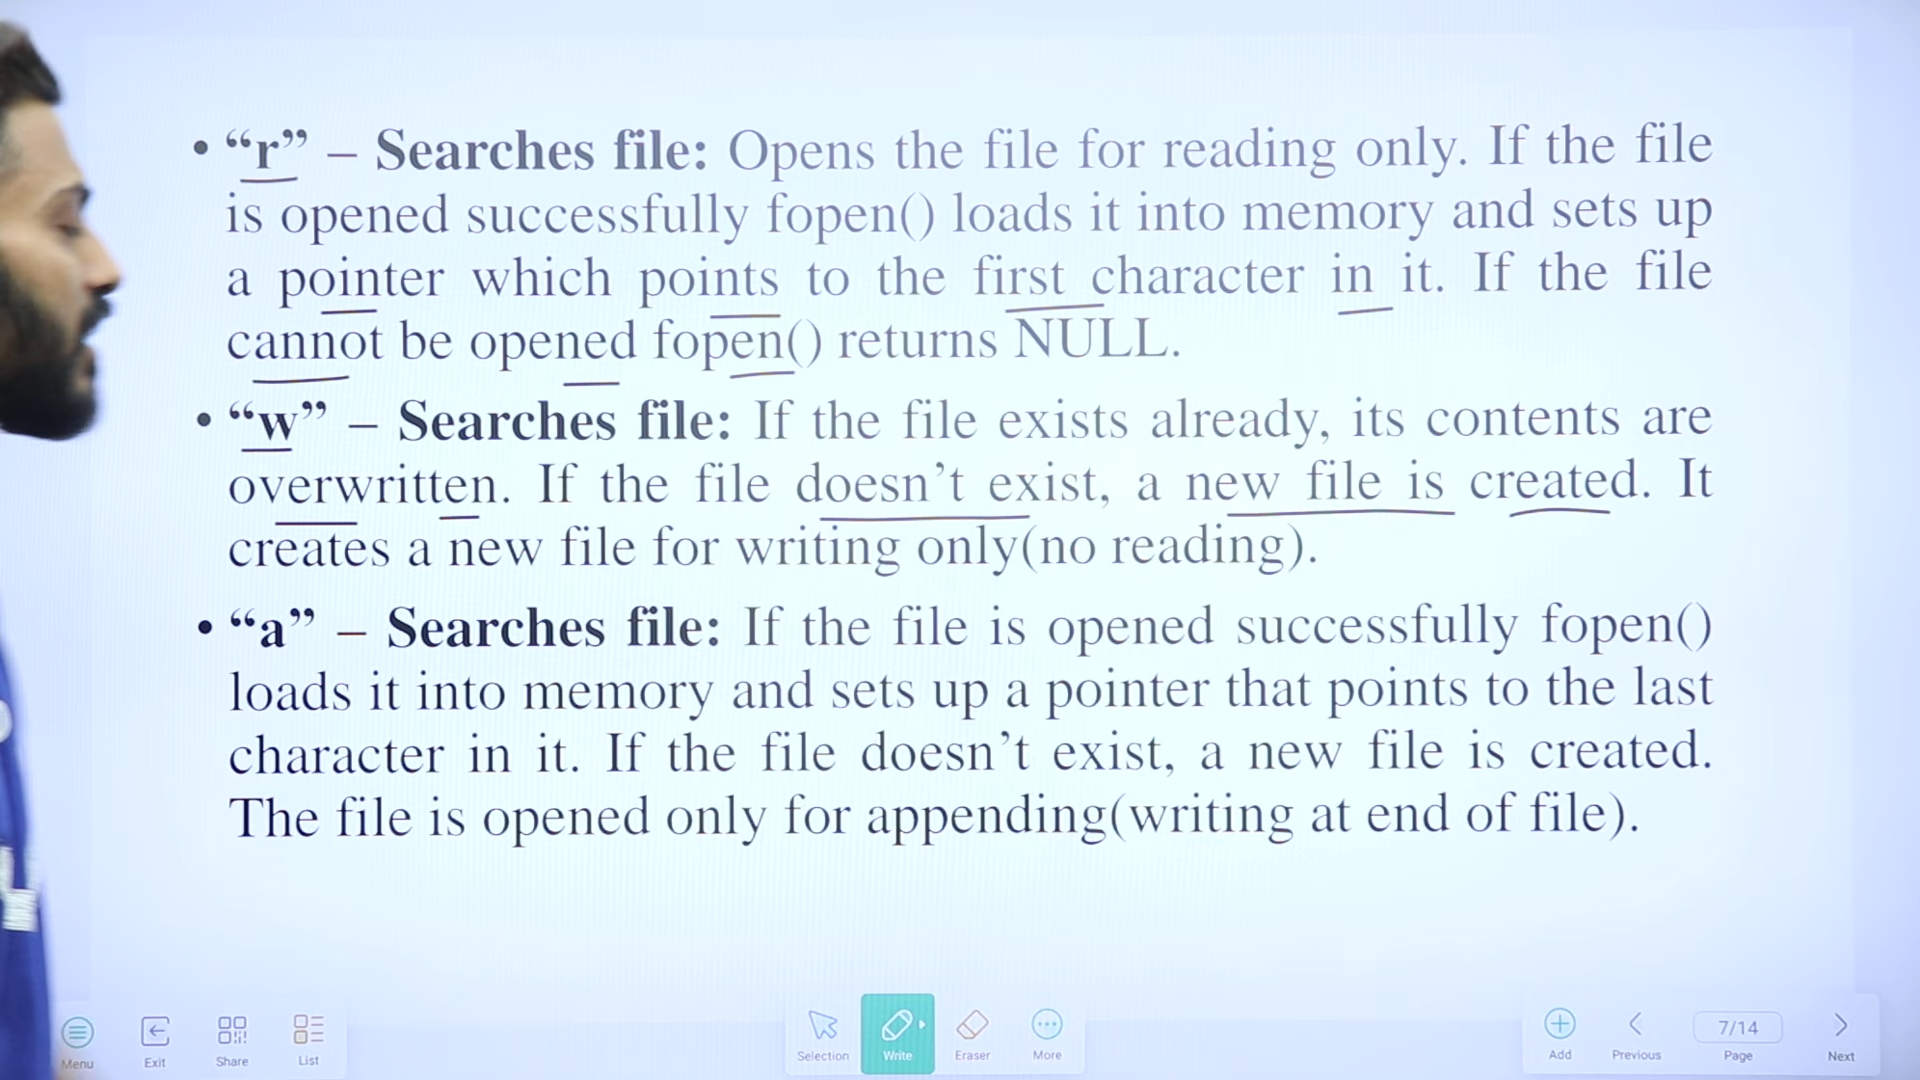 • “r” – Searches file: Opens the file for reading only. If the file
is opened successfully fopen() loads it into memory and sets up
a pointer which points to the first character in it. If the file
cannot be opened fopen() returns NULL.
• “w” – Searches file: If the file exists already, its contents are
overwritten. If the file doesn’t exist, a new file is created. It
creates a new file for writing only(no reading).
• “a” – Searches file: If the file is opened successfully fopen()
loads it into memory and sets up a pointer that points to the last
character in it. If the file doesn’t exist, a new file is created.
The file is opened only for appending(writing at end of file).
Menu Exit Share List Selection Write Eraser More Add Previous 7/14 Page Next